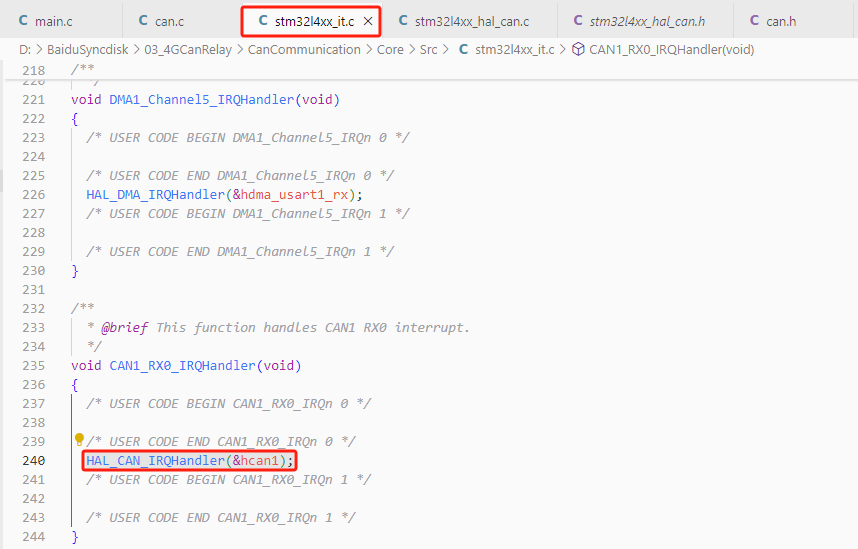 C main.c C can.c C stm32l4xx_it.c × C stm32l4xx_hal_can.c C stm32l4xx_hal_can.h C can.h
D: > BaiduSyncdisk > 03_4GCanRelay > CanCommunication > Core > Src > C stm32l4xx_it.c > CAN1_RX0_IRQHandler(void)
218 /**
220 */
221 void DMA1_Channel5_IRQHandler(void)
222 {
223 /* USER CODE BEGIN DMA1_Channel5_IRQn 0 */
224
225 /* USER CODE END DMA1_Channel5_IRQn 0 */
226 HAL_DMA_IRQHandler(&hdma_usart1_rx);
227 /* USER CODE BEGIN DMA1_Channel5_IRQn 1 */
228
229 /* USER CODE END DMA1_Channel5_IRQn 1 */
230 }
231
232 /**
233 * @brief This function handles CAN1 RX0 interrupt.
234 */
235 void CAN1_RX0_IRQHandler(void)
236 {
237 /* USER CODE BEGIN CAN1_RX0_IRQn 0 */
238
239 /* USER CODE END CAN1_RX0_IRQn 0 */
240 HAL_CAN_IRQHandler(&hcan1);
241 /* USER CODE BEGIN CAN1_RX0_IRQn 1 */
242
243 /* USER CODE END CAN1_RX0_IRQn 1 */
244 }